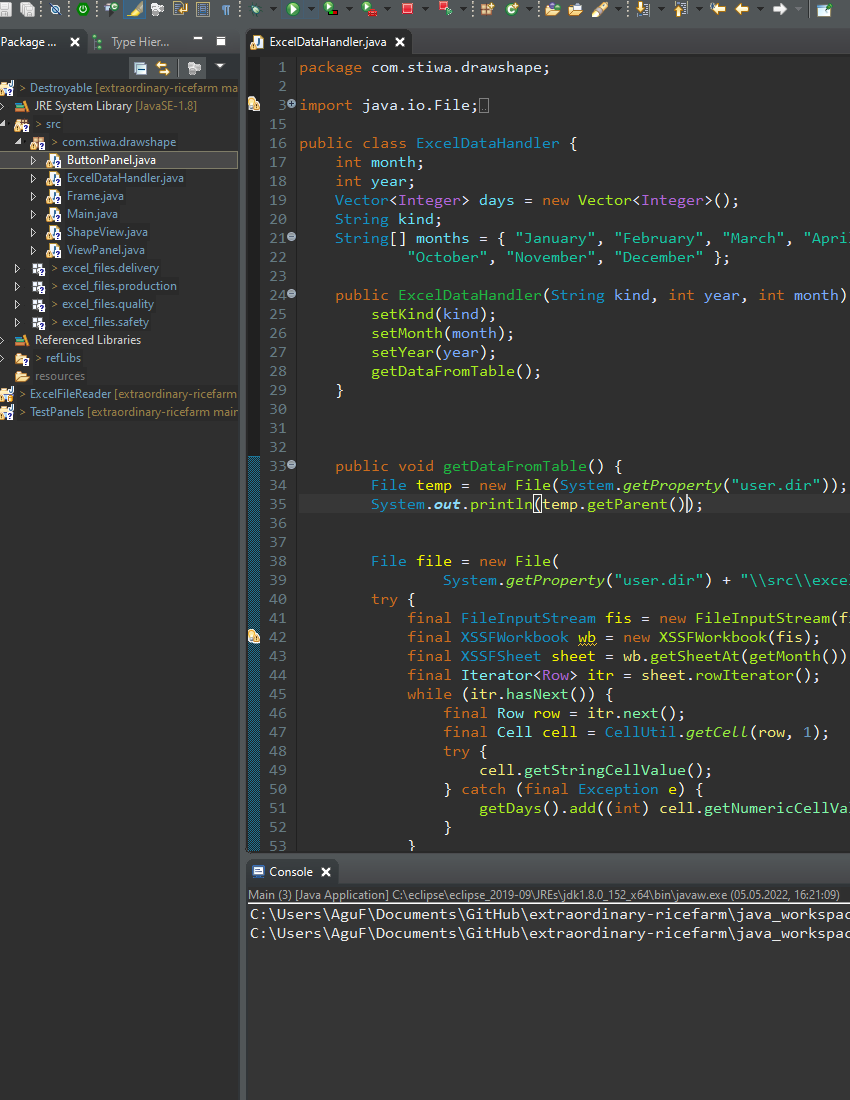 Package ...
Type Hier...
> Destroyable [extraordinary-ricefarm ma
JRE System Library [JavaSE-1.8]
> src
> com.stiwa.drawshape
ButtonPanel.java
ExcelDataHandler.java
Frame.java
Main.java
ShapeView.java
ViewPanel.java
> excel_files.delivery
> excel_files.production
> excel_files.quality
> excel_files.safety
Referenced Libraries
> refLibs
resources
> ExcelFileReader [extraordinary-ricefarm
> TestPanels [extraordinary-ricefarm main
ExcelDataHandler.java
1 package com.stiwa.drawshape;
2
3 import java.io.File;
15
16 public class ExcelDataHandler {
17 int month;
18 int year;
19 Vector<Integer> days = new Vector<Integer>();
20 String kind;
21 String[] months = { "January", "February", "March", "Apri
22 "October", "November", "December" };
23
24 public ExcelDataHandler(String kind, int year, int month)
25 setKind(kind);
26 setMonth(month);
27 setYear(year);
28 getDataFromTable();
29 }
30
31
32
33 public void getDataFromTable() {
34 File temp = new File(System.getProperty("user.dir"));
35 System.out.println(temp.getParent());
36
37
38 File file = new File(
39 System.getProperty("user.dir") + "\\src\\exce
40 try {
41 final FileInputStream fis = new FileInputStream(fi
42 final XSSFWorkbook wb = new XSSFWorkbook(fis);
43 final XSSFSheet sheet = wb.getSheetAt(getMonth())
44 final Iterator<Row> itr = sheet.rowIterator();
45 while (itr.hasNext()) {
46 final Row row = itr.next();
47 final Cell cell = CellUtil.getCell(row, 1);
48 try {
49 cell.getStringCellValue();
50 } catch (final Exception e) {
51 getDays().add((int) cell.getNumericCellVa
52 }
53 }
Console
Main (3) [Java Application] C:\eclipse\eclipse_2019-09\JREs\jdk1.8.0_152_x64\bin\javaw.exe (05.05.2022, 16:21:09)
C:\Users\AguF\Documents\GitHub\extraordinary-ricefarm\java_workspac
C:\Users\AguF\Documents\GitHub\extraordinary-ricefarm\java_workspac